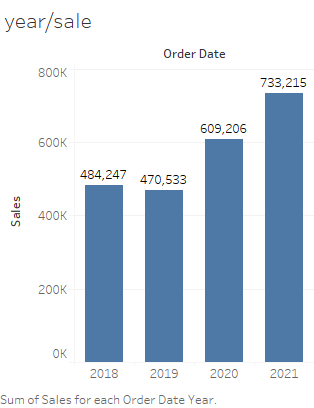 year/sale
Order Date
800K
733,215
609,206
600K
484,247
470,533
400K
Sales
200K
0K
2018 2019 2020 2021
Sum of Sales for each Order Date Year.